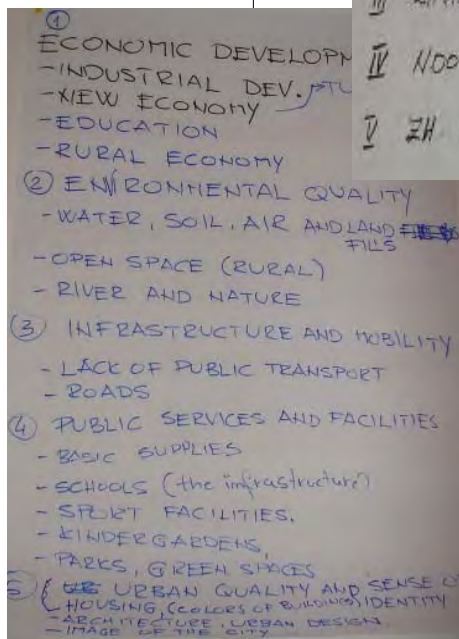 ①
ECONOMIC DEVELOPM
- INDUSTRIAL DEV.
- NEW ECONOMY
- EDUCATION
- RURAL ECONOMY
② ENVIRONMENTAL QUALITY
- WATER, SOIL, AIR AND LAND
FILLS
- OPEN SPACE (RURAL)
- RIVER AND NATURE
③ INFRASTRUCTURE AND MOBILITY
- LACK OF PUBLIC TRANSPORT
- ROADS
④ PUBLIC SERVICES AND FACILITIES
- BASIC SUPPLIES
- SCHOOLS (the infrastructure)
- SPORT FACILITIES.
- KINDERGARDENS,
- PARKS, GREEN SPACES
⑤ URBAN QUALITY AND SENSE O
HOUSING, (COLORS OF BUILDINGS) IDENTITY
- ARCHITECTURE, URBAN DESIGN.
- IMAGE OF THE CITY
III
IV NOO
V ZH